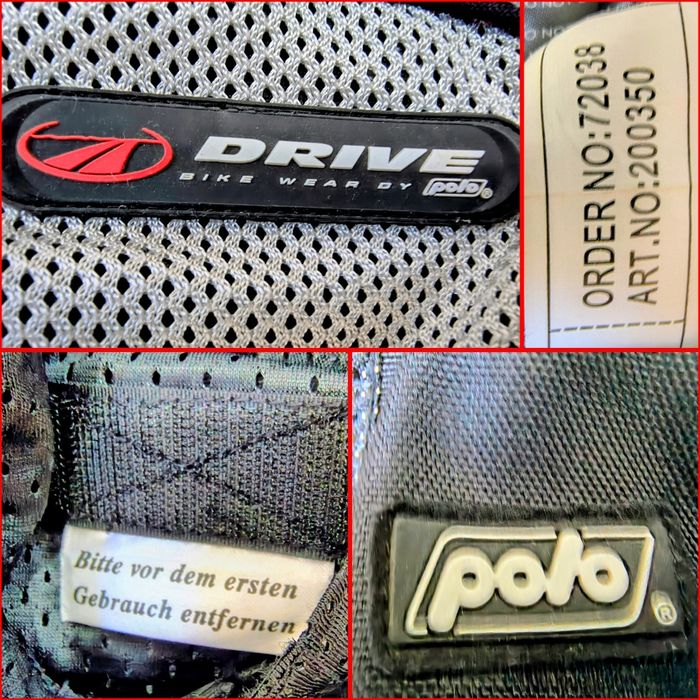 DRIVE
BIKE WEAR BY polo®
ORDER NO:72038
ART.NO:200350
Bitte vor dem ersten
Gebrauch entfernen
polo
®